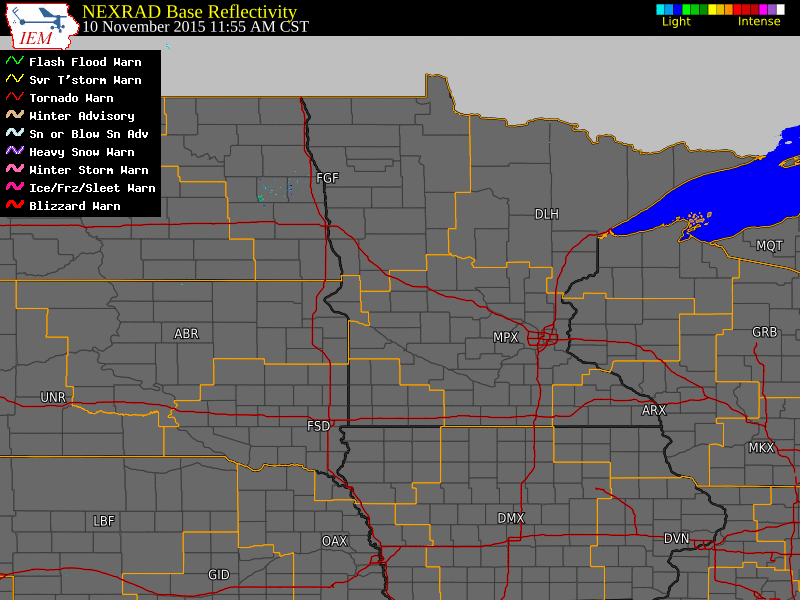 IEM
NEXRAD Base Reflectivity
10 November 2015 11:55 AM CST
Light Intense
Flash Flood Warn
Svr T'storm Warn
Tornado Warn
Winter Advisory
Sn or Blow Sn Adv
Heavy Snow Warn
Winter Storm Warn
Ice/Frz/Sleet Warn
Blizzard Warn
FGF
DLH
MQT
ABR
MPX
GRB
UNR
ARX
FSD
MKX
LBF
DMX
OAX
DVN
GID